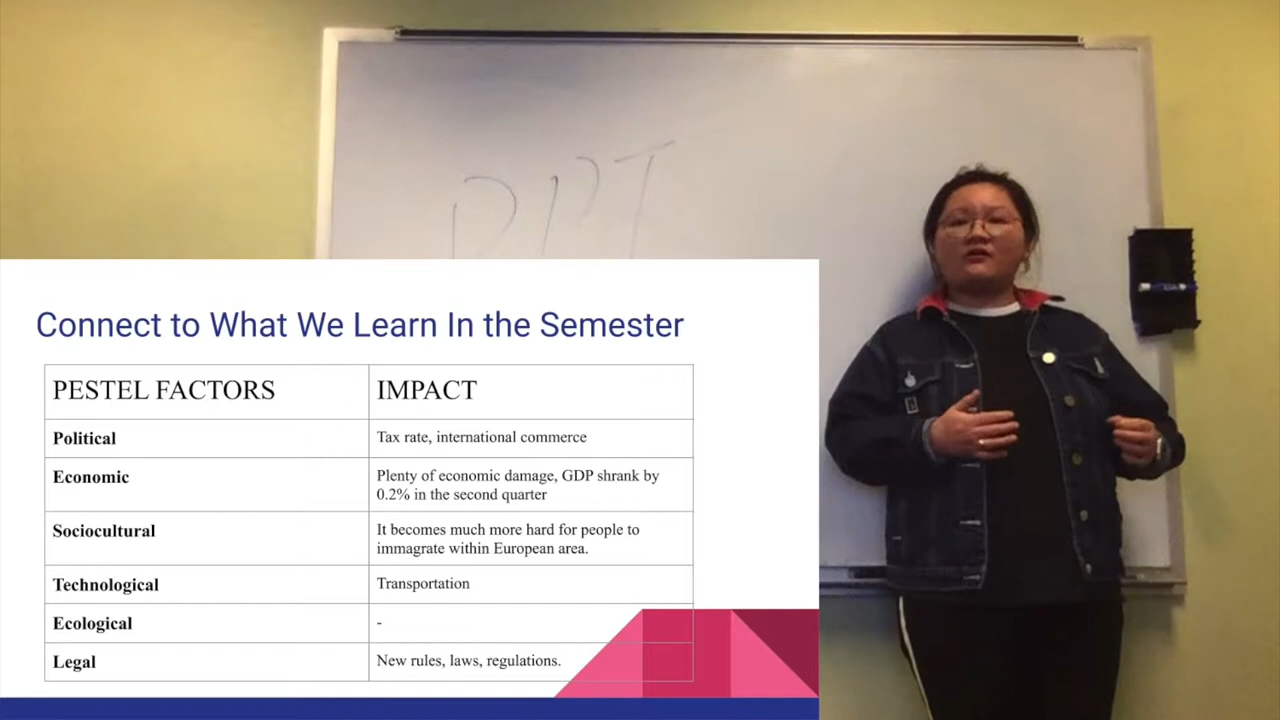 PPT
Connect to What We Learn In the Semester
PESTEL FACTORS
IMPACT
Political
Tax rate, international commerce
Economic
Plenty of economic damage, GDP shrank by
0.2% in the second quarter
Sociocultural
It becomes much more hard for people to
immagrate within European area.
Technological
Transportation
Ecological
-
Legal
New rules, laws, regulations.